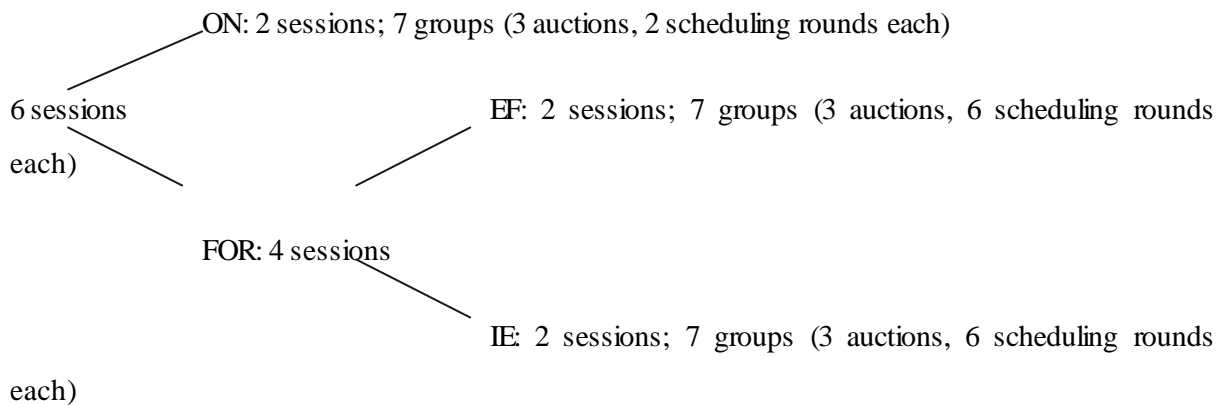 ON: 2 sessions; 7 groups (3 auctions, 2 scheduling rounds each)
6 sessions EF: 2 sessions; 7 groups (3 auctions, 6 scheduling rounds
each)
FOR: 4 sessions
IE: 2 sessions; 7 groups (3 auctions, 6 scheduling rounds
each)